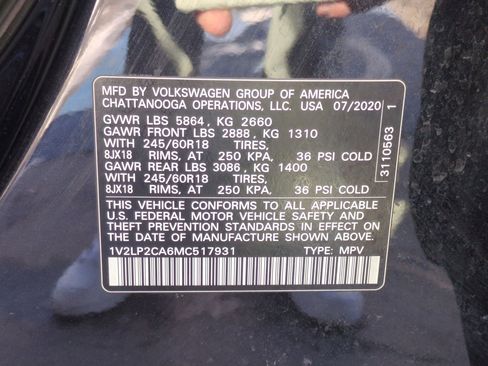 MFD BY VOLKSWAGEN GROUP OF AMERICA
CHATTANOOGA OPERATIONS, LLC. USA 07/2020
GVWR LBS 5864, KG 2660
GAWR FRONT LBS 2888, KG 1310
WITH 245/60R18 TIRES,
8JX18 RIMS, AT 250 KPA, 36 PSI COLD
GAWR REAR LBS 3086, KG 1400
WITH 245/60R18 TIRES,
8JX18 RIMS, AT 250 KPA, 36 PSI COLD
THIS VEHICLE CONFORMS TO ALL APPLICABLE
U.S. FEDERAL MOTOR VEHICLE SAFETY AND
THEFT PREVENTION STANDARDS IN EFFECT ON
THE DATE OF MANUFACTURE SHOWN ABOVE.
1V2LP2CA6MC517931 TYPE: MPV
3110563 1